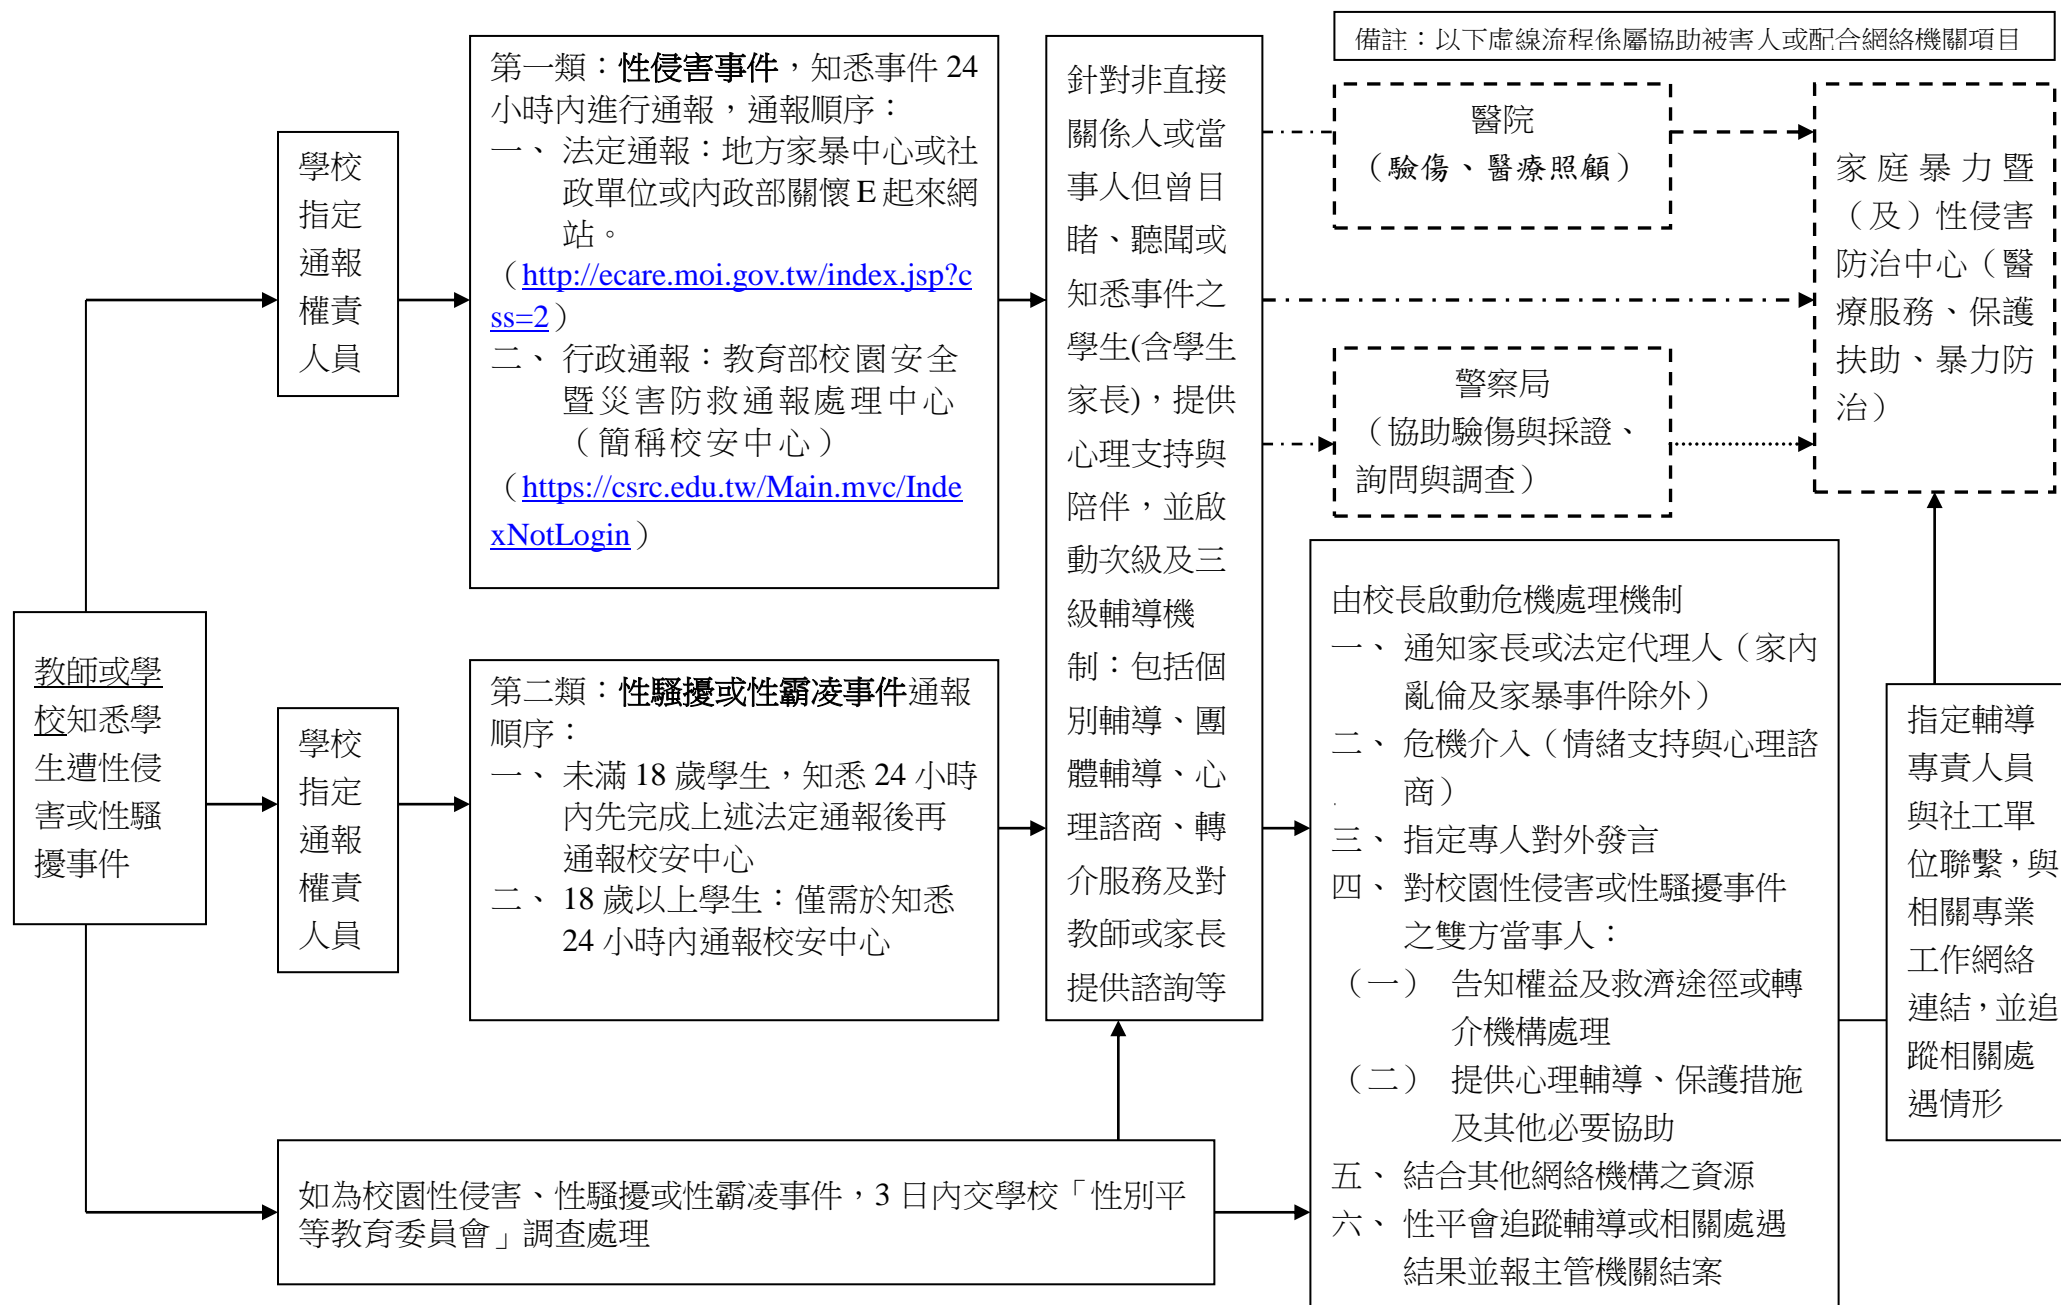 備註：以下虛線流程係屬協助被害人或配合網絡機關項目
教師或學
校知悉學
生遭性侵
害或性騷
擾事件
學校
指定
通報
權責
人員
第一類：性侵害事件，知悉事件 24
小時內進行通報，通報順序：
一、 法定通報：地方家暴中心或社
政單位或內政部關懷 E 起來網
站。
（http://ecare.moi.gov.tw/index.jsp?c
ss=2）
二、 行政通報：教育部校園安全
暨災害防救通報處理中心
（簡稱校安中心）
（https://csrc.edu.tw/Main.mvc/Inde
xNotLogin）
學校
指定
通報
權責
人員
第二類：性騷擾或性霸凌事件通報
順序：
一、 未滿 18 歲學生，知悉 24 小時
內先完成上述法定通報後再
通報校安中心
二、 18 歲以上學生：僅需於知悉
24 小時內通報校安中心
如為校園性侵害、性騷擾或性霸凌事件，3 日內交學校「性別平
等教育委員會」調查處理
針對非直接
關係人或當
事人但曾目
睹、聽聞或
知悉事件之
學生(含學生
家長)，提供
心理支持與
陪伴，並啟
動次級及三
級輔導機
制：包括個
別輔導、團
體輔導、心
理諮商、轉
介服務及對
教師或家長
提供諮詢等
醫院
（驗傷、醫療照顧）
警察局
（協助驗傷與採證、
詢問與調查）
家庭暴力暨
（及）性侵害
防治中心（醫
療服務、保護
扶助、暴力防
治）
由校長啟動危機處理機制
一、 通知家長或法定代理人（家內
亂倫及家暴事件除外）
二、 危機介入（情緒支持與心理諮
商）
三、 指定專人對外發言
四、 對校園性侵害或性騷擾事件
之雙方當事人：
（一） 告知權益及救濟途徑或轉
介機構處理
（二） 提供心理輔導、保護措施
及其他必要協助
五、 結合其他網絡機構之資源
六、 性平會追蹤輔導或相關處遇
結果並報主管機關結案
指定輔導
專責人員
與社工單
位聯繫，與
相關專業
工作網絡
連結，並追
蹤相關處
遇情形